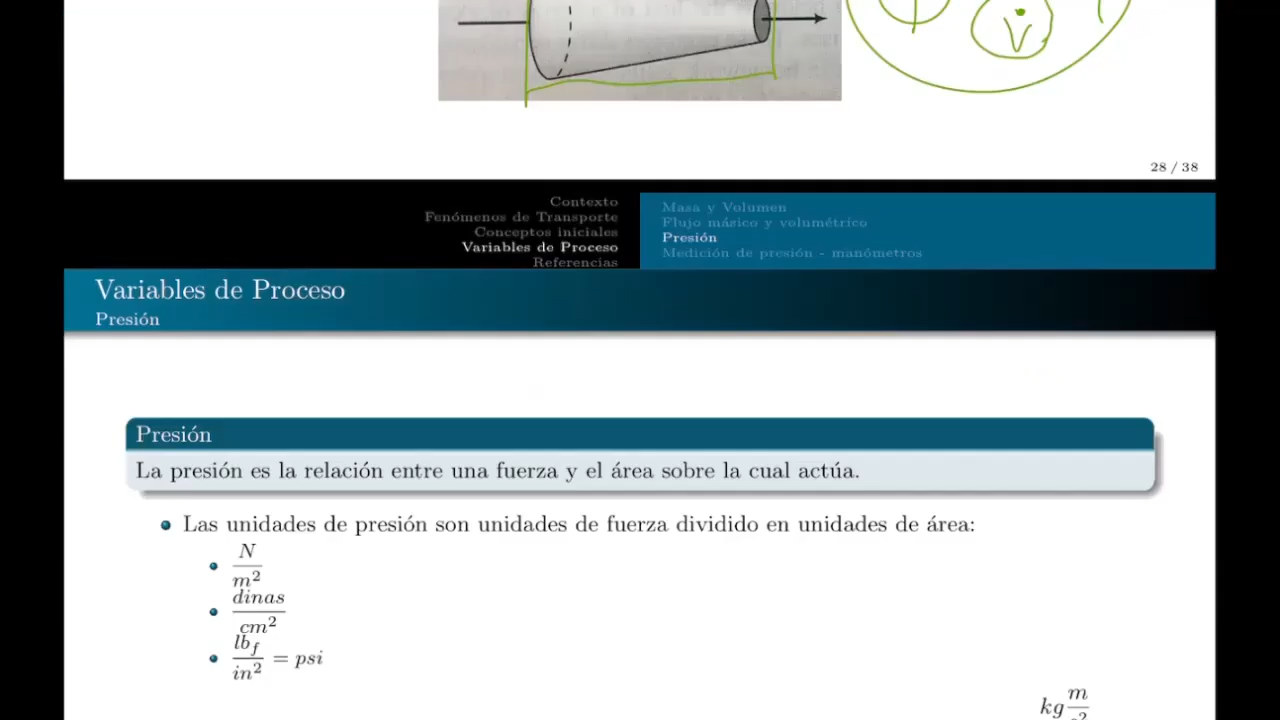 V
28 / 38
Contexto
Fenómenos de Transporte
Conceptos iniciales
Variables de Proceso
Referencias
Masa y Volumen
Flujo másico y volumétrico
Presión
Medición de presión - manómetros
Variables de Proceso
Presión
Presión
La presión es la relación entre una fuerza y el área sobre la cual actúa.
Las unidades de presión son unidades de fuerza dividido en unidades de área:
N
m²
dinas
cm²
lb_f
in² = psi
m
kg